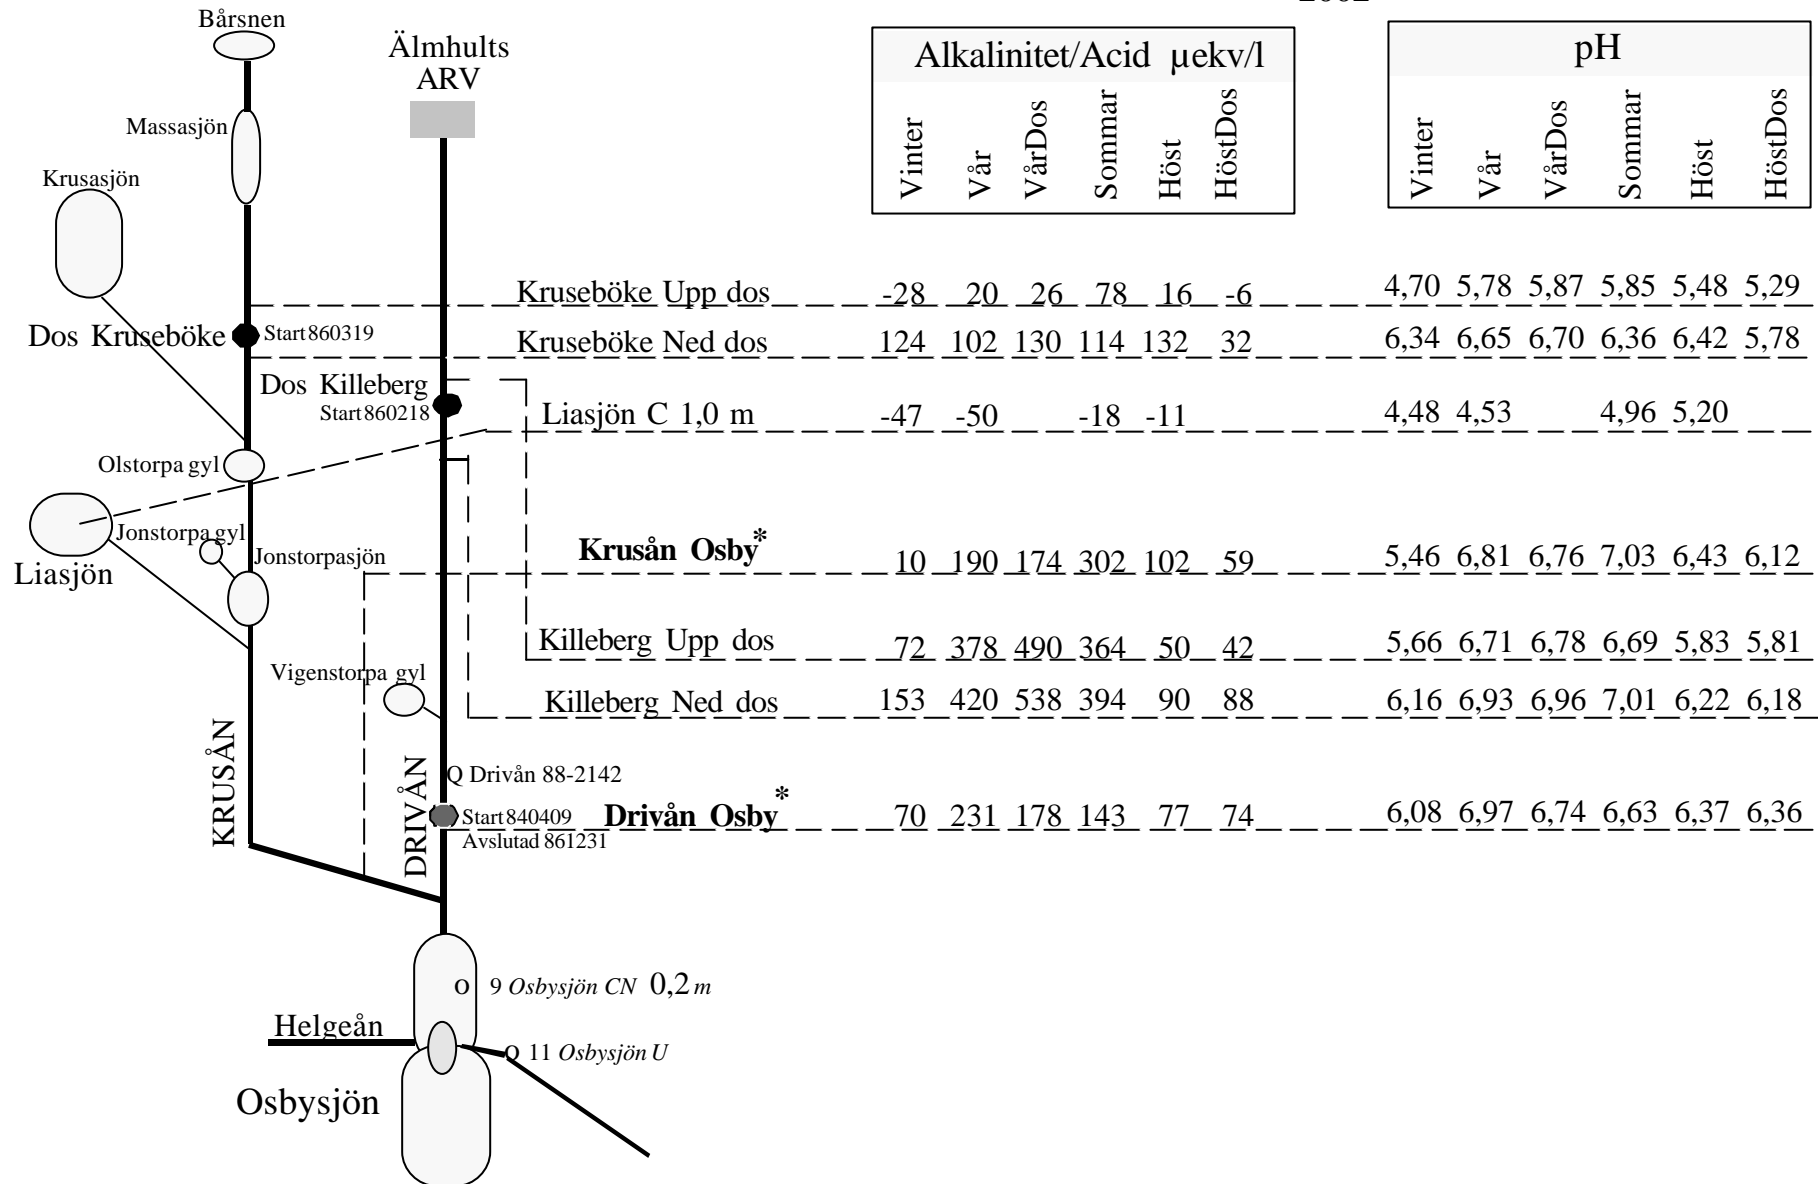 2002
Bårsnen
Älmhults
ARV
Massasjön
Krusasjön
Alkalinitet/Acid µekv/l
Vinter Vår VårDos Sommar Höst HöstDos
pH
Vinter Vår VårDos Sommar Höst HöstDos
Kruseböke Upp dos -28 20 26 78 16 -6 4,70 5,78 5,87 5,85 5,48 5,29
Dos Kruseböke Start 860319
Kruseböke Ned dos 124 102 130 114 132 32 6,34 6,65 6,70 6,36 6,42 5,78
Dos Killeberg
Start 860218
Liasjön C 1,0 m -47 -50 -18 -11 4,48 4,53 4,96 5,20
Olstorpa gyl
Jonstorpa gyl
Jonstorpasjön
Liasjön
Krusån Osby* 10 190 174 302 102 59 5,46 6,81 6,76 7,03 6,43 6,12
Killeberg Upp dos 72 378 490 364 50 42 5,66 6,71 6,78 6,69 5,83 5,81
Vigenstorpa gyl
Killeberg Ned dos 153 420 538 394 90 88 6,16 6,93 6,96 7,01 6,22 6,18
KRUSÅN
DRIVÅN
Q Drivån 88-2142
Start 840409
Avslutad 861231
Drivån Osby* 70 231 178 143 77 74 6,08 6,97 6,74 6,63 6,37 6,36
o 9 Osbysjön CN 0,2 m
Helgeån
o 11 Osbysjön U
Osbysjön